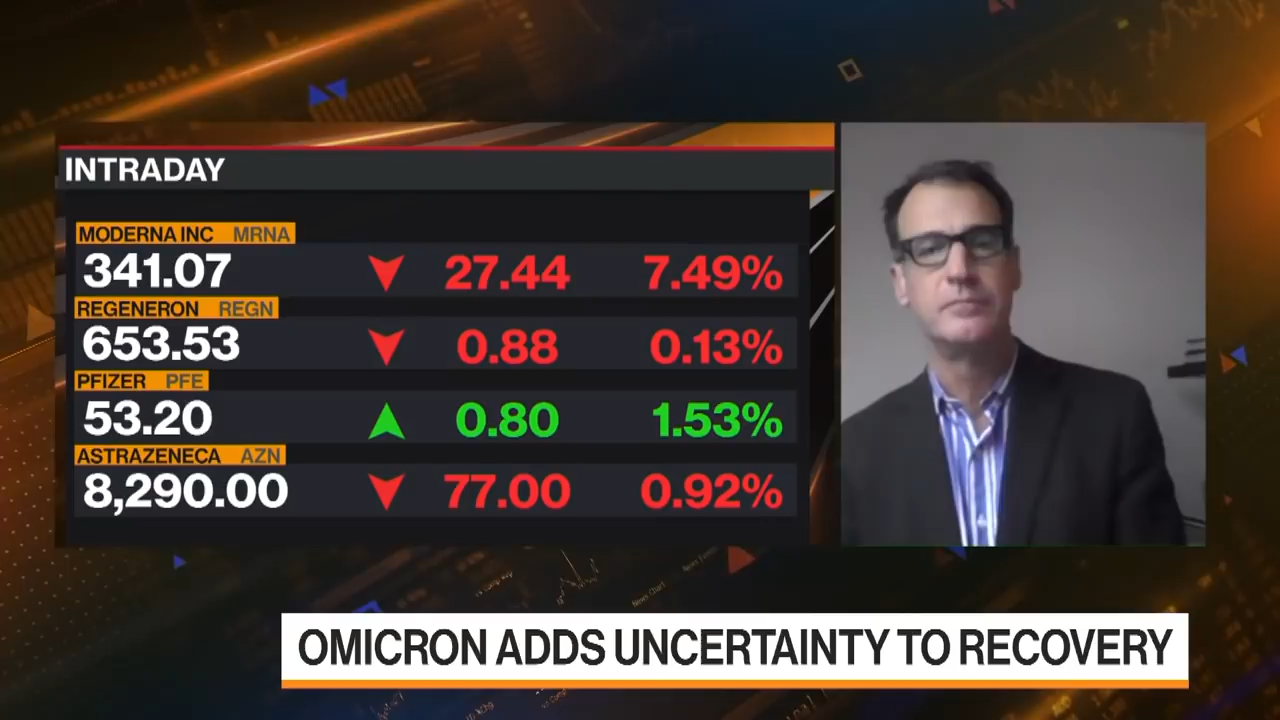 INTRADAY
MODERNA INC MRNA
341.07 27.44 7.49%
REGENERON REGN
653.53 0.88 0.13%
PFIZER PFE
53.20 0.80 1.53%
ASTRAZENECA AZN
8,290.00 77.00 0.92%
News Chart
OMICRON ADDS UNCERTAINTY TO RECOVERY